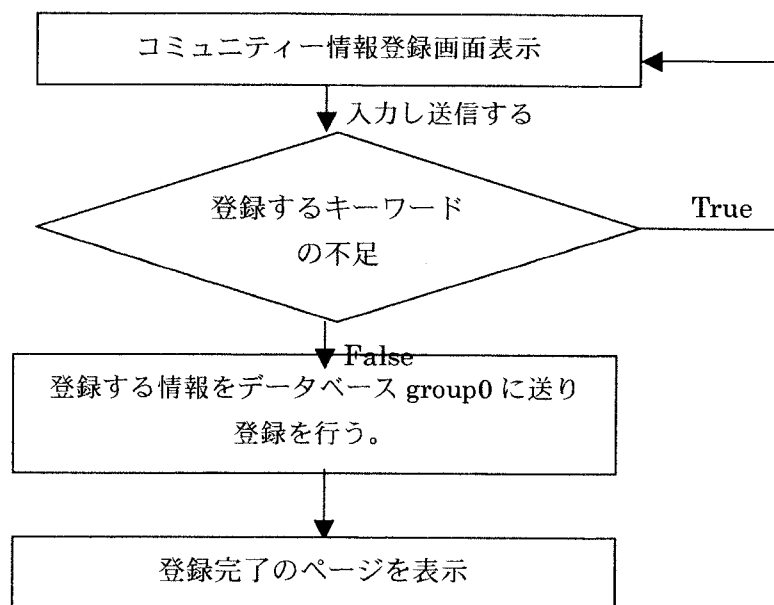 コミュニティー情報登録画面表示
入力し送信する
登録するキーワード
の不足
True
False
登録する情報をデータベース group0 に送り
登録を行う。
登録完了のページを表示